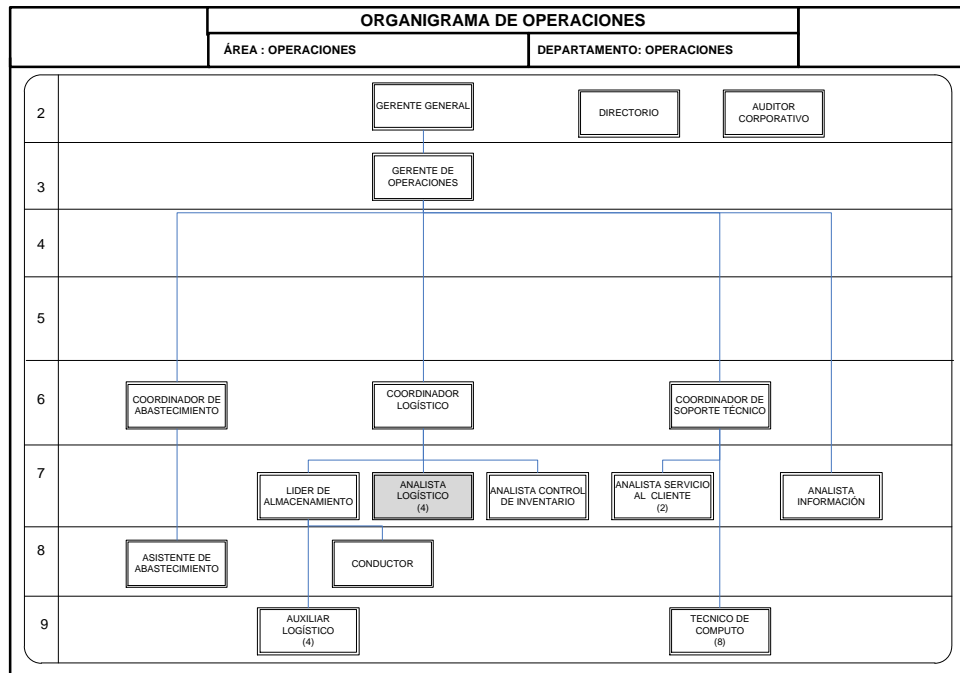 ORGANIGRAMA DE OPERACIONES
ÁREA : OPERACIONES
DEPARTAMENTO: OPERACIONES
2
GERENTE GENERAL
DIRECTORIO
AUDITOR
CORPORATIVO
3
GERENTE DE
OPERACIONES
4
5
6
COORDINADOR DE
ABASTECIMIENTO
COORDINADOR
LOGÍSTICO
COORDINADOR DE
SOPORTE TÉCNICO
7
LIDER DE
ALMACENAMIENTO
ANALISTA
LOGÍSTICO
(4)
ANALISTA CONTROL
DE INVENTARIO
ANALISTA SERVICIO
AL CLIENTE
(2)
ANALISTA
INFORMACIÓN
8
ASISTENTE DE
ABASTECIMIENTO
CONDUCTOR
9
AUXILIAR
LOGÍSTICO
(4)
TECNICO DE
COMPUTO
(8)